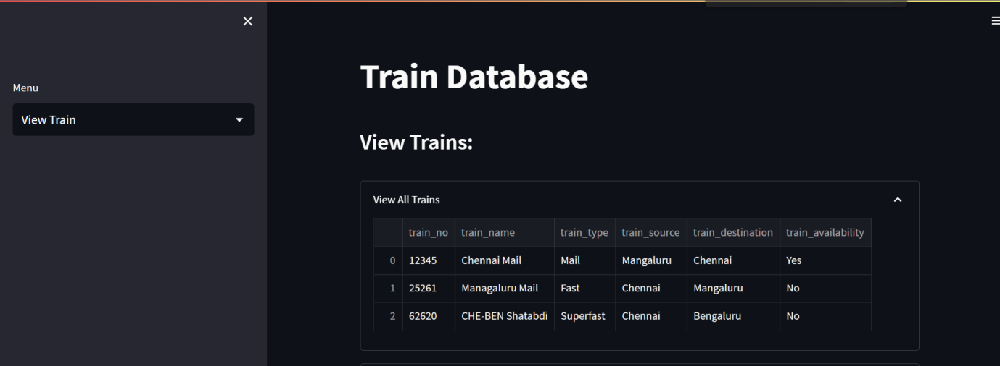 Menu
View Train
Train Database
View Trains:
View All Trains
train_no train_name train_type train_source train_destination train_availability
0 12345 Chennai Mail Mail Mangaluru Chennai Yes
1 25261 Managaluru Mail Fast Chennai Mangaluru No
2 62620 CHE-BEN Shatabdi Superfast Chennai Bengaluru No